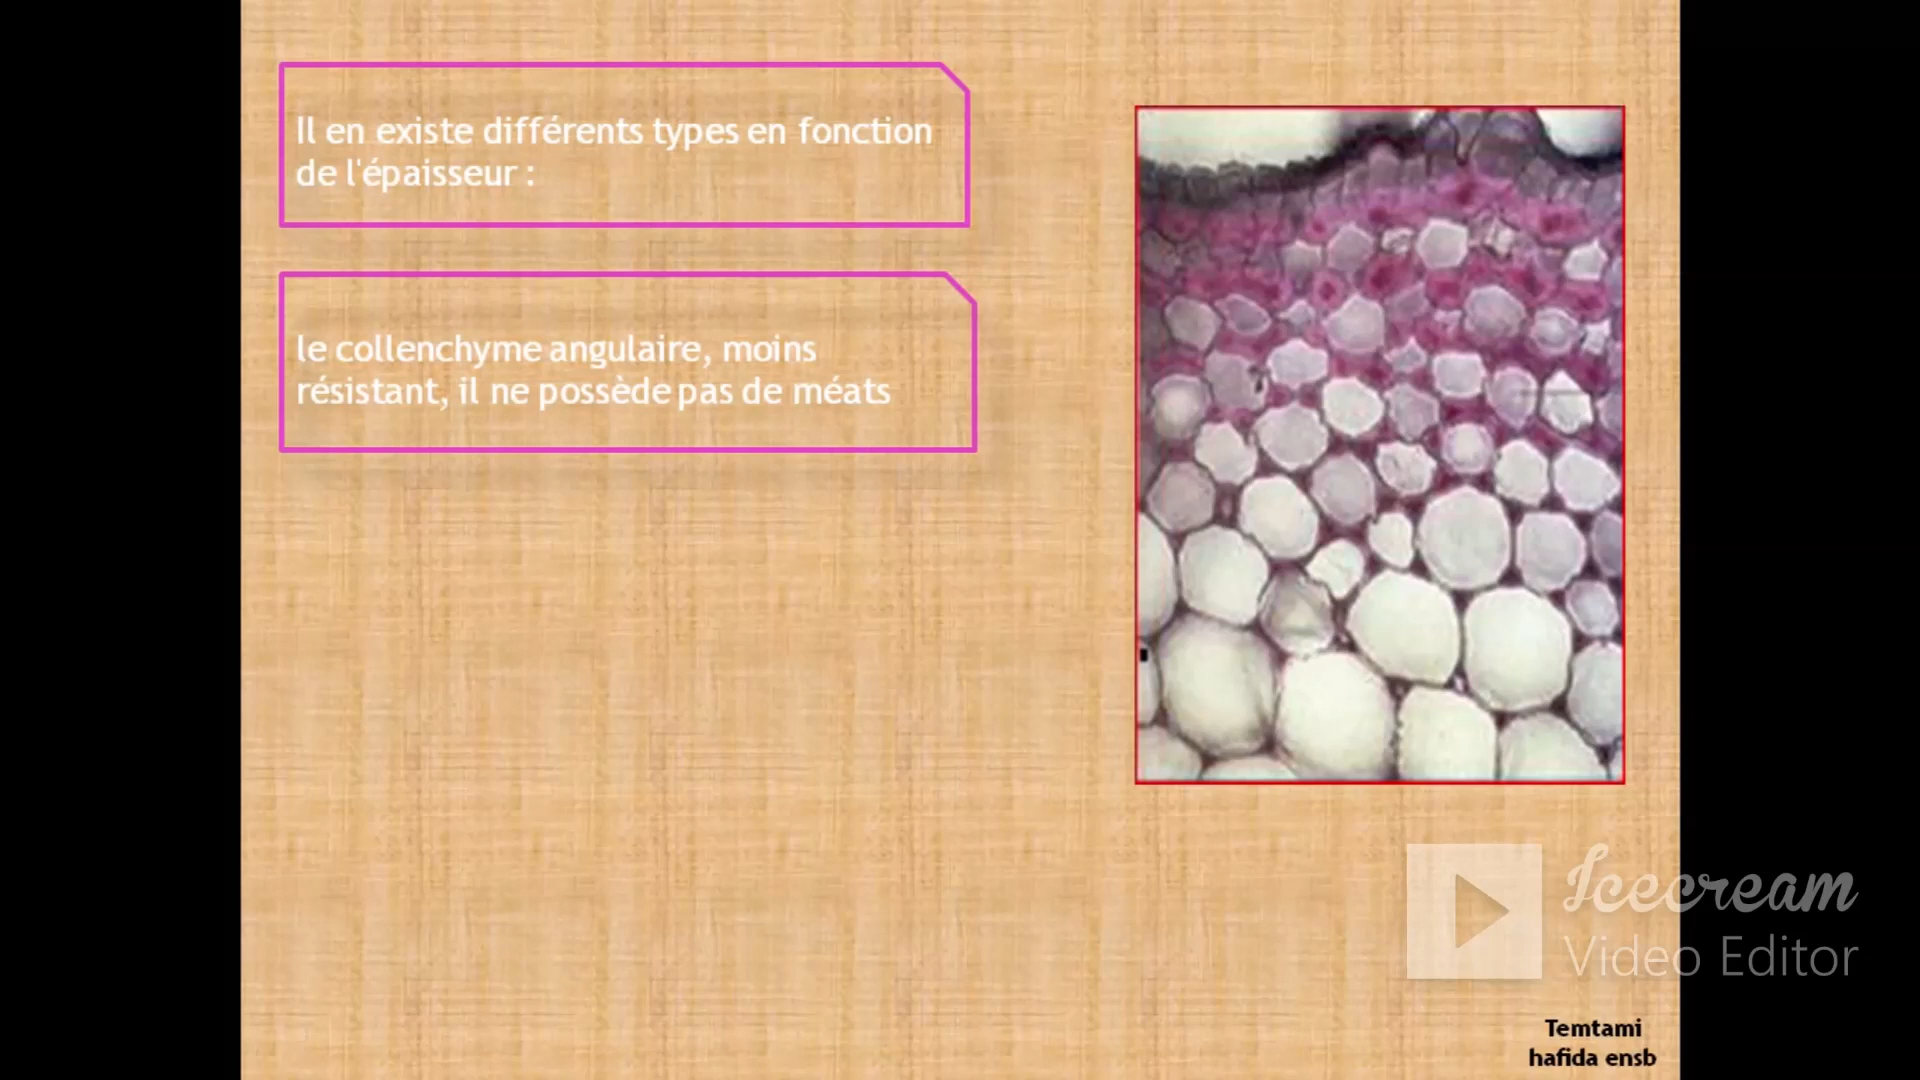 Il en existe différents types en fonction
de l'épaisseur :
le collenchyme angulaire, moins
résistant, il ne possède pas de méats
Icecream
Video Editor
Temtami
hafida ensb